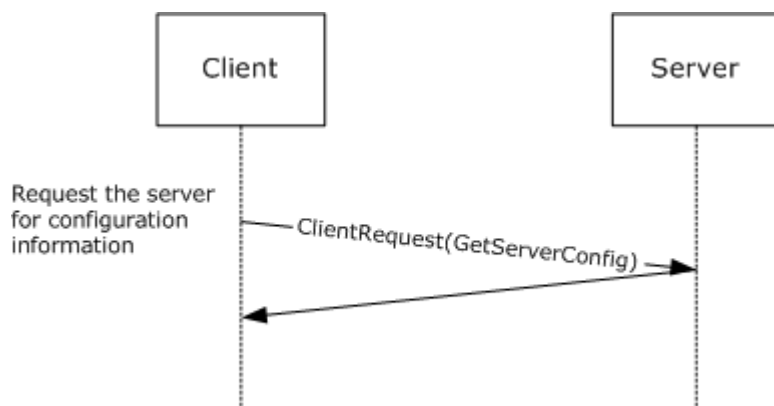 Client
Server
Request the server
for configuration
information
ClientRequest(GetServerConfig)